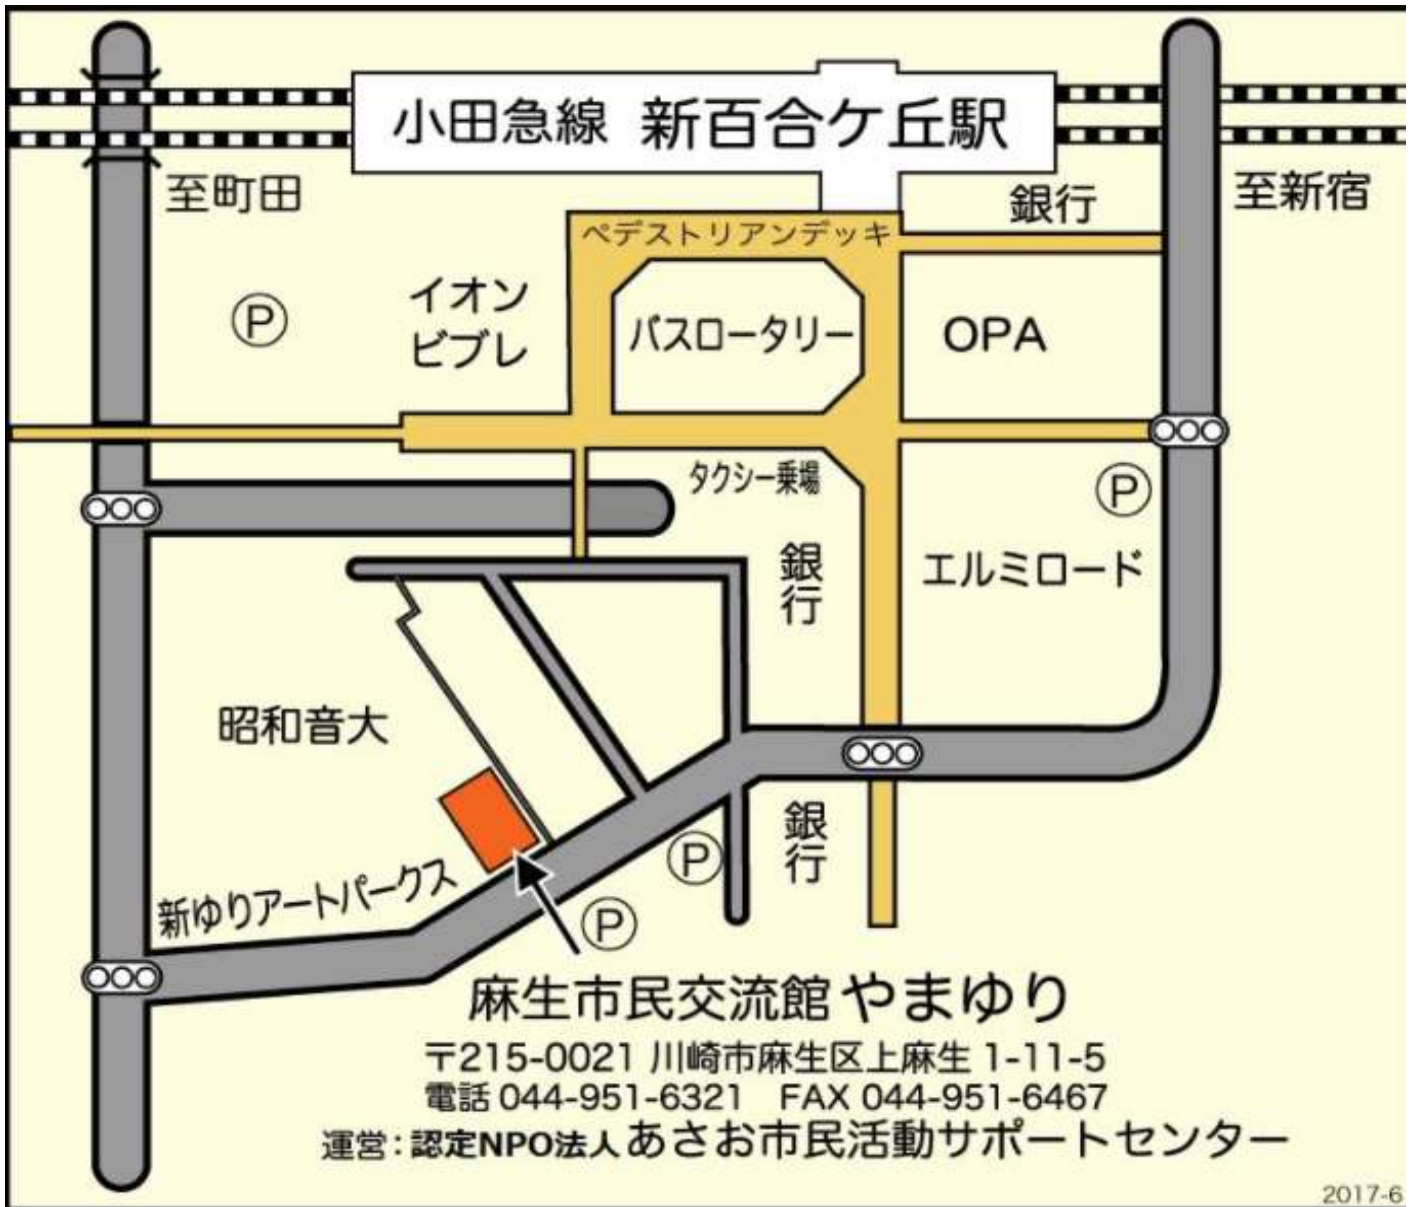 小田急線 新百合ケ丘駅
至町田
銀行
至新宿
ペデストリアンデッキ
イオン
ビブレ
Ⓟ
バスロータリー
OPA
タクシー乗場
Ⓟ
銀行
エルミロード
昭和音大
銀行
Ⓟ
新ゆりアートパークス
Ⓟ
麻生市民交流館 やまゆり
〒215-0021 川崎市麻生区上麻生 1-11-5
電話 044-951-6321 FAX 044-951-6467
運営：認定NPO法人 あさお市民活動サポートセンター
2017-6